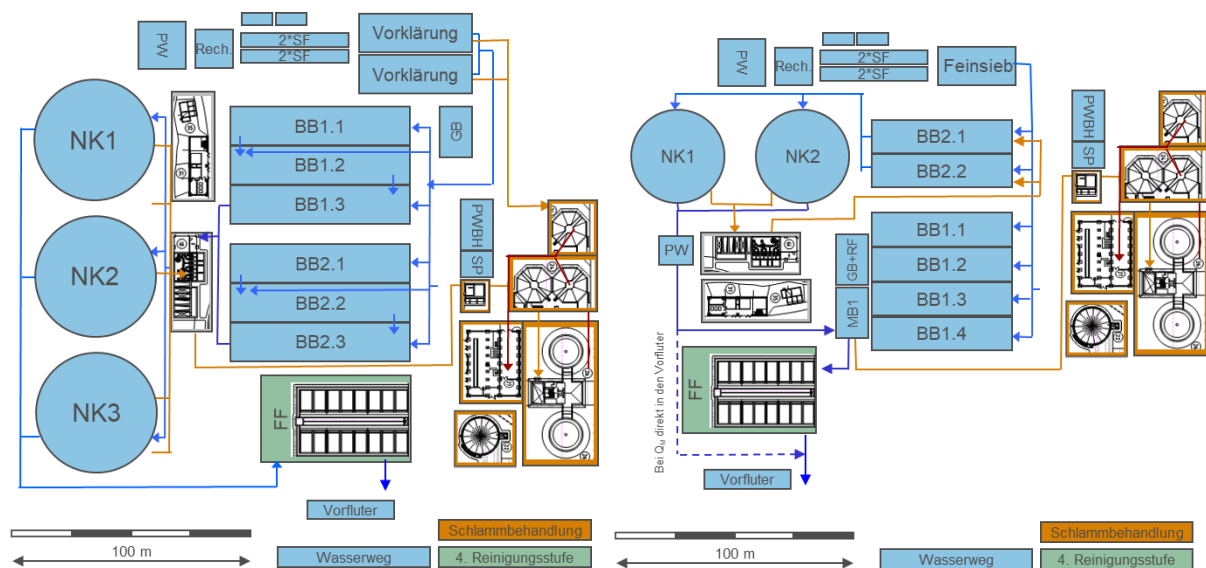 PW
Rech.
2*SF
2*SF
Vorklärung
Vorklärung
NK1
NK2
NK3
BB1.1
BB1.2
BB1.3
GB
BB2.1
BB2.2
BB2.3
PWBH
SP
FF
Vorfluter
Schlammbehandlung
100 m
Wasserweg
4. Reinigungsstufe
PW
Rech.
2*SF
2*SF
Feinsieb
NK1
NK2
BB2.1
BB2.2
PWBH
SP
PW
GB+RF
MB1
BB1.1
BB1.2
BB1.3
BB1.4
FF
Bei QM direkt in den Vorfluter
Vorfluter
Schlammbehandlung
100 m
Wasserweg
4. Reinigungsstufe